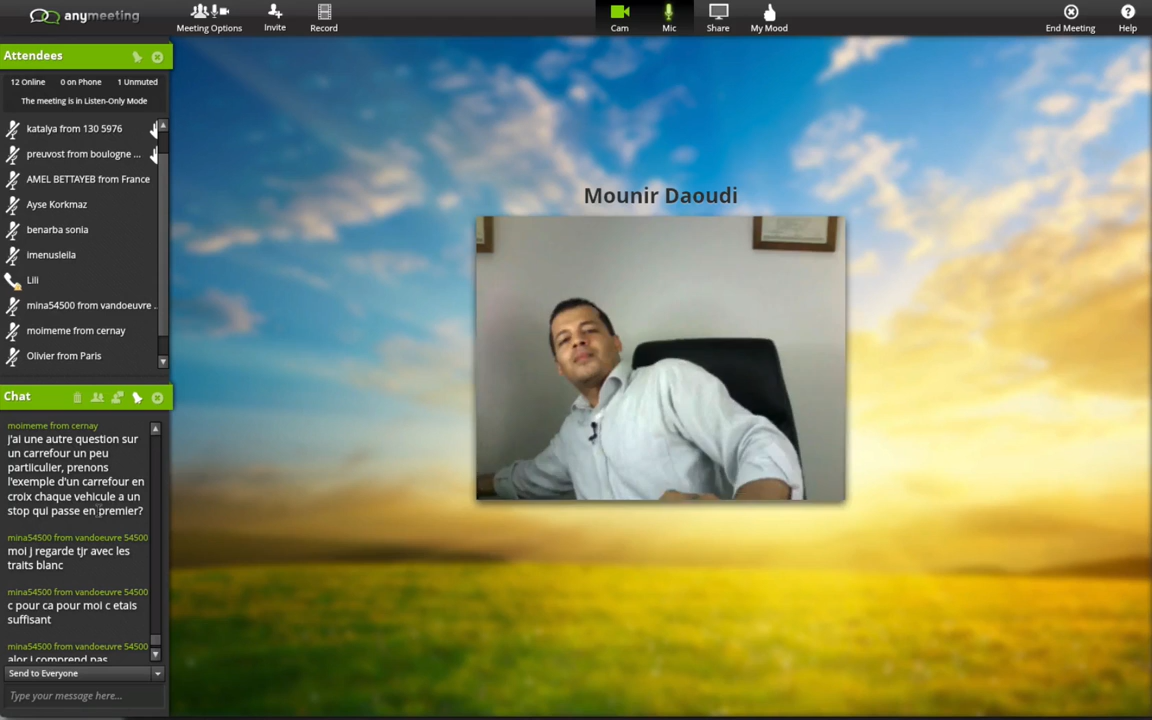 anymeeting
Meeting Options
Invite
Record
Cam
Mic
Share
My Mood
End Meeting
Help
Attendees
12 Online 0 on Phone 1 Unmuted
The meeting is in Listen-Only Mode
katalya from 130 5976
preuvost from boulogne ...
AMEL BETTAYEB from France
Ayse Korkmaz
benarba sonia
imenusleila
Lili
mina54500 from vandoeuvre ..
moimeme from cernay
Olivier from Paris
Chat
moimeme from cernay
j'ai une autre question sur
un carrefour un peu
partiiculier, prenons
l'exemple d'un carrefour en
croix chaque vehicule a un
stop qui passe en premier?
mina54500 from vandoeuvre 54500
moi j regarde tjr avec les
traits blanc
mina54500 from vandoeuvre 54500
c pour ca pour moi c etais
suffisant
mina54500 from vandoeuvre 54500
alor j comprend pas
Send to Everyone
Type your message here...
Mounir Daoudi